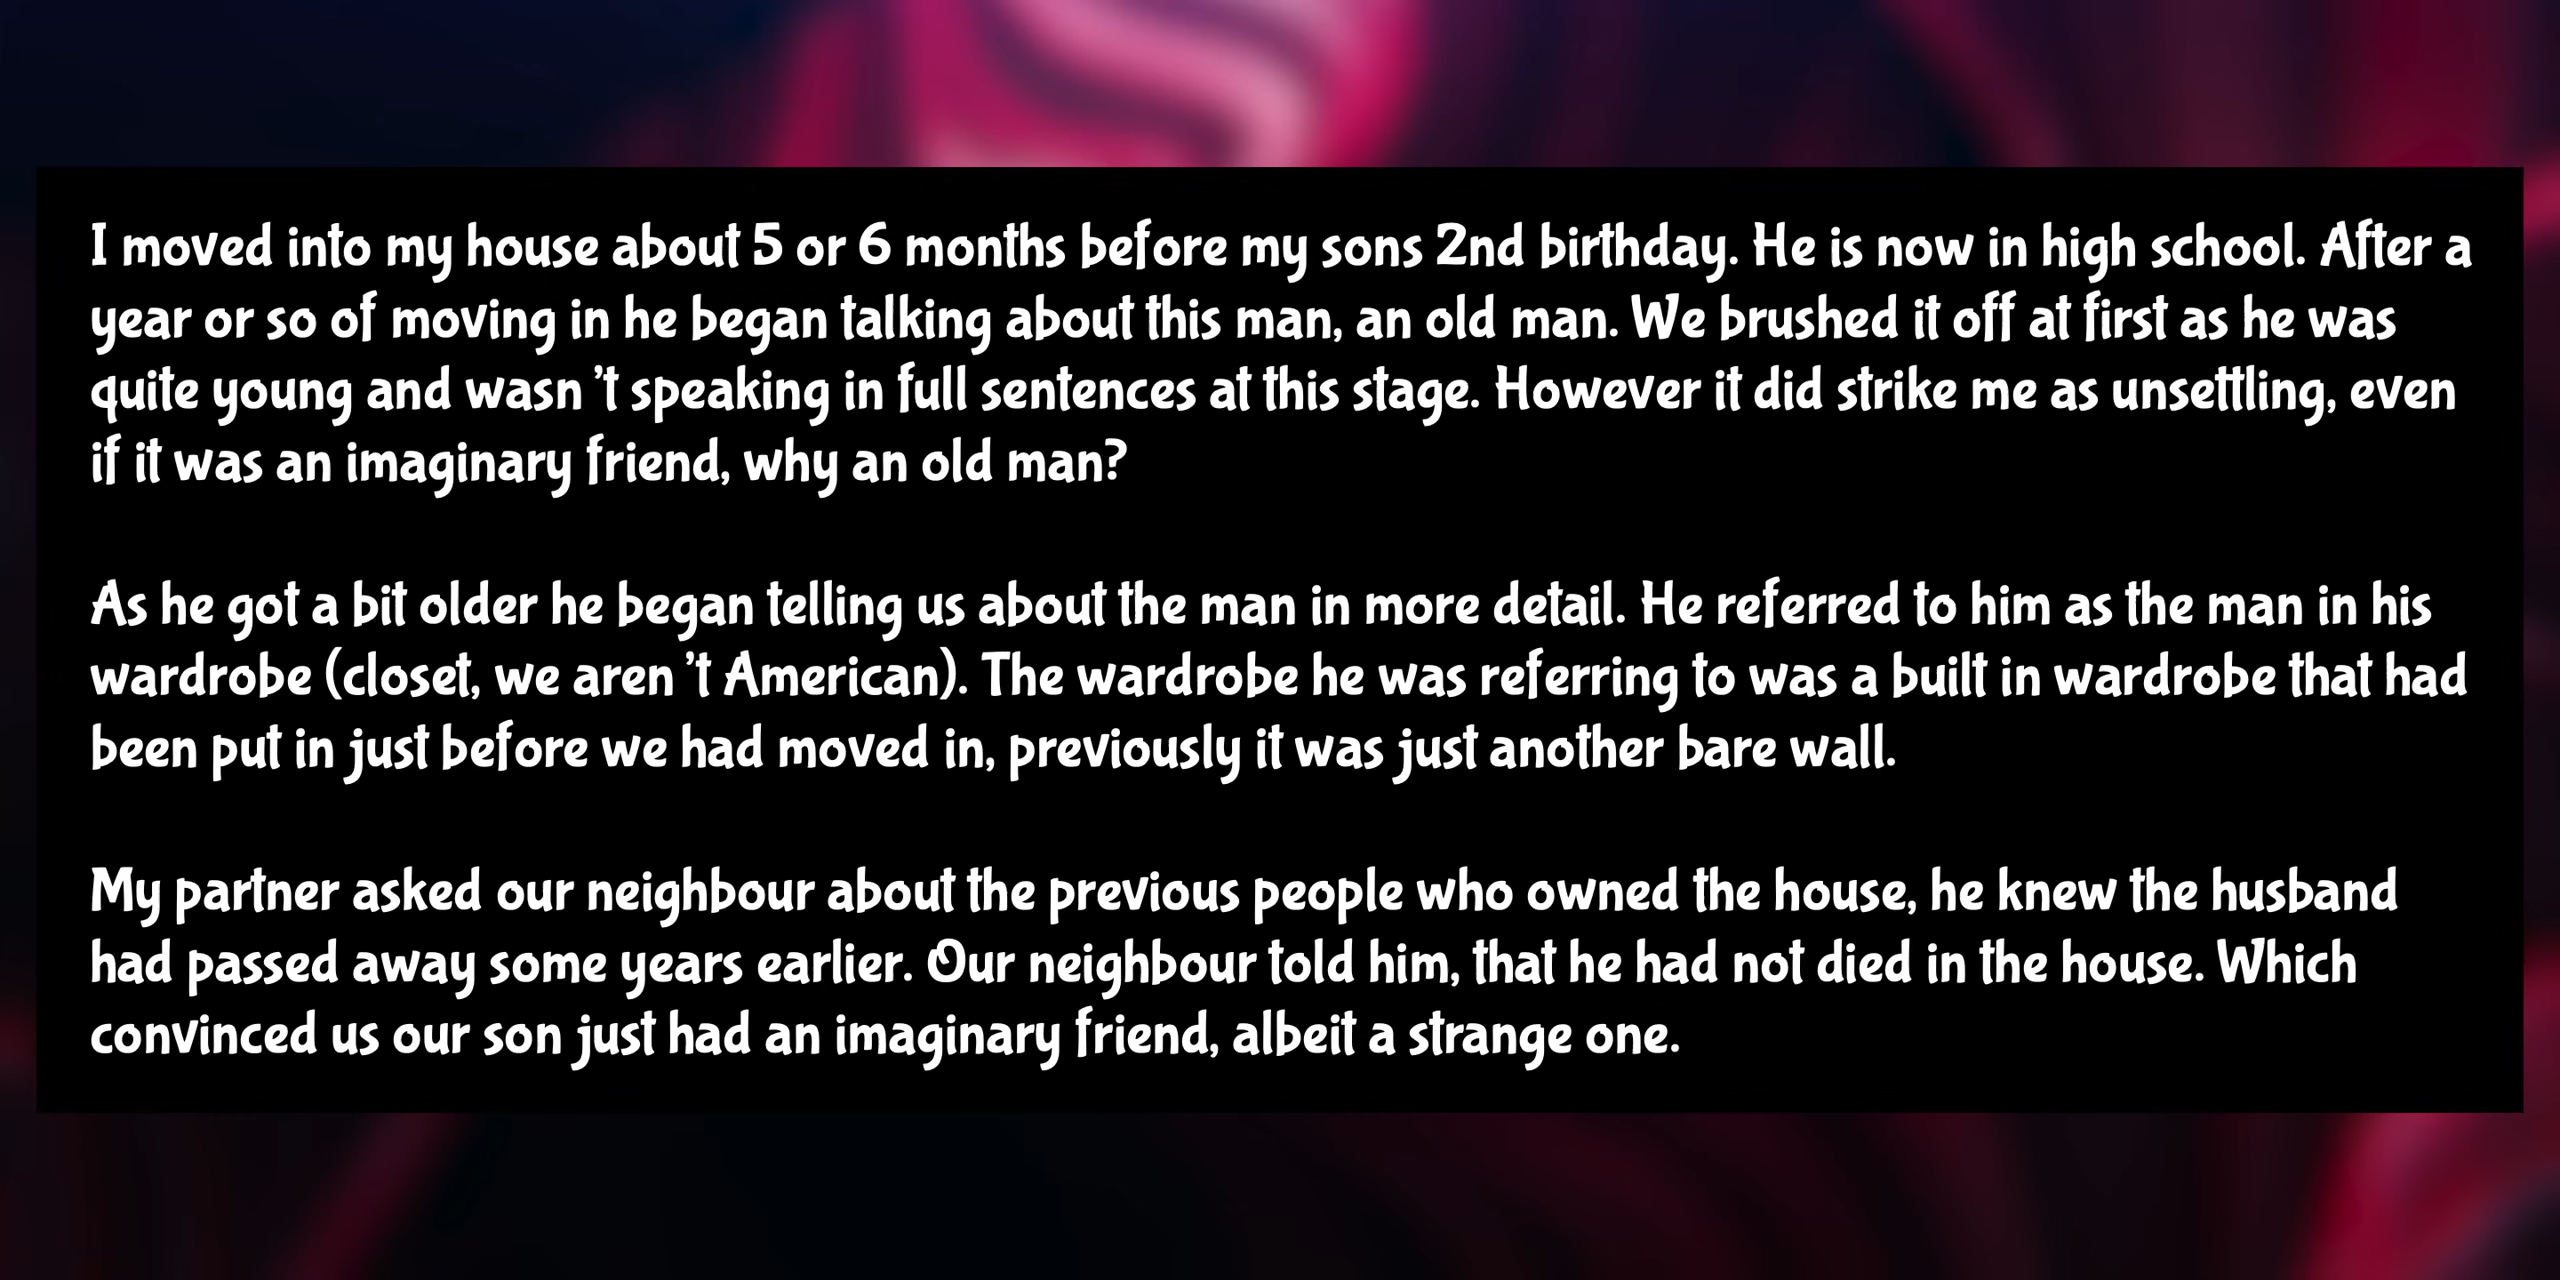 I moved into my house about 5 or 6 months before my sons 2nd birthday. He is now in high school. After a
year or so of moving in he began talking about this man, an old man. We brushed it off at first as he was
quite young and wasn't speaking in full sentences at this stage. However it did strike me as unsettling, even
if it was an imaginary friend, why an old man?
As he got a bit older he began telling us about the man in more detail. He referred to him as the man in his
wardrobe (closet, we aren't American). The wardrobe he was referring to was a built in wardrobe that had
been put in just before we had moved in, previously it was just another bare wall.
My partner asked our neighbour about the previous people who owned the house, he knew the husband
had passed away some years earlier. Our neighbour told him, that he had not died in the house. Which
convinced us our son just had an imaginary friend, albeit a strange one.